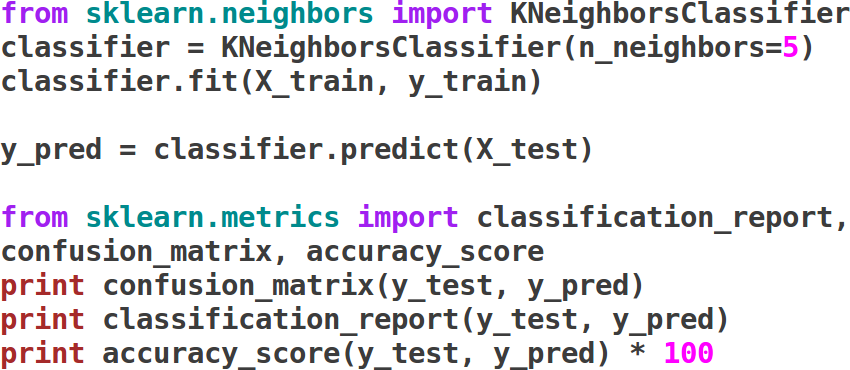 from sklearn.neighbors import KNeighborsClassifier
classifier = KNeighborsClassifier(n_neighbors=5)
classifier.fit(X_train, y_train)

y_pred = classifier.predict(X_test)

from sklearn.metrics import classification_report,
confusion_matrix, accuracy_score
print confusion_matrix(y_test, y_pred)
print classification_report(y_test, y_pred)
print accuracy_score(y_test, y_pred) * 100